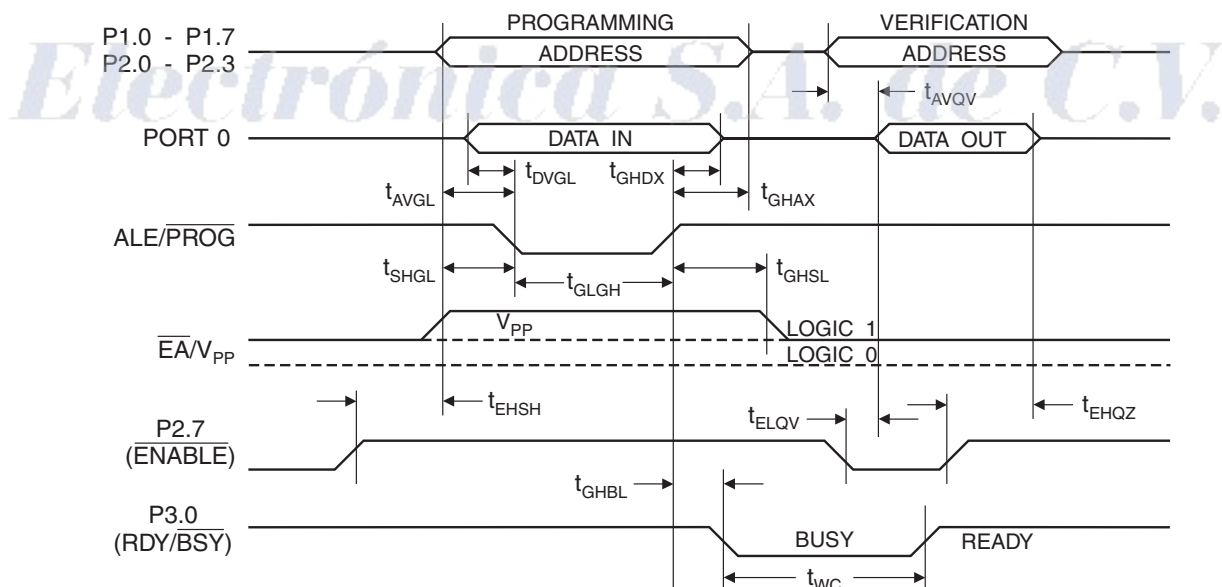 PROGRAMMING VERIFICATION
P1.0 - P1.7
P2.0 - P2.3
ADDRESS ADDRESS
Electrónica S.A. de C.V.
tAVQV
PORT 0 DATA IN DATA OUT
tDVGL tGHDX
tAVGL tGHAX
ALE/PROG
tSHGL tGLGH tGHSL
VPP LOGIC 1
EA/VPP LOGIC 0
tEHSH tELQV tEHQZ
P2.7
(ENABLE)
tGHBL
P3.0
(RDY/BSY) BUSY READY
tWC